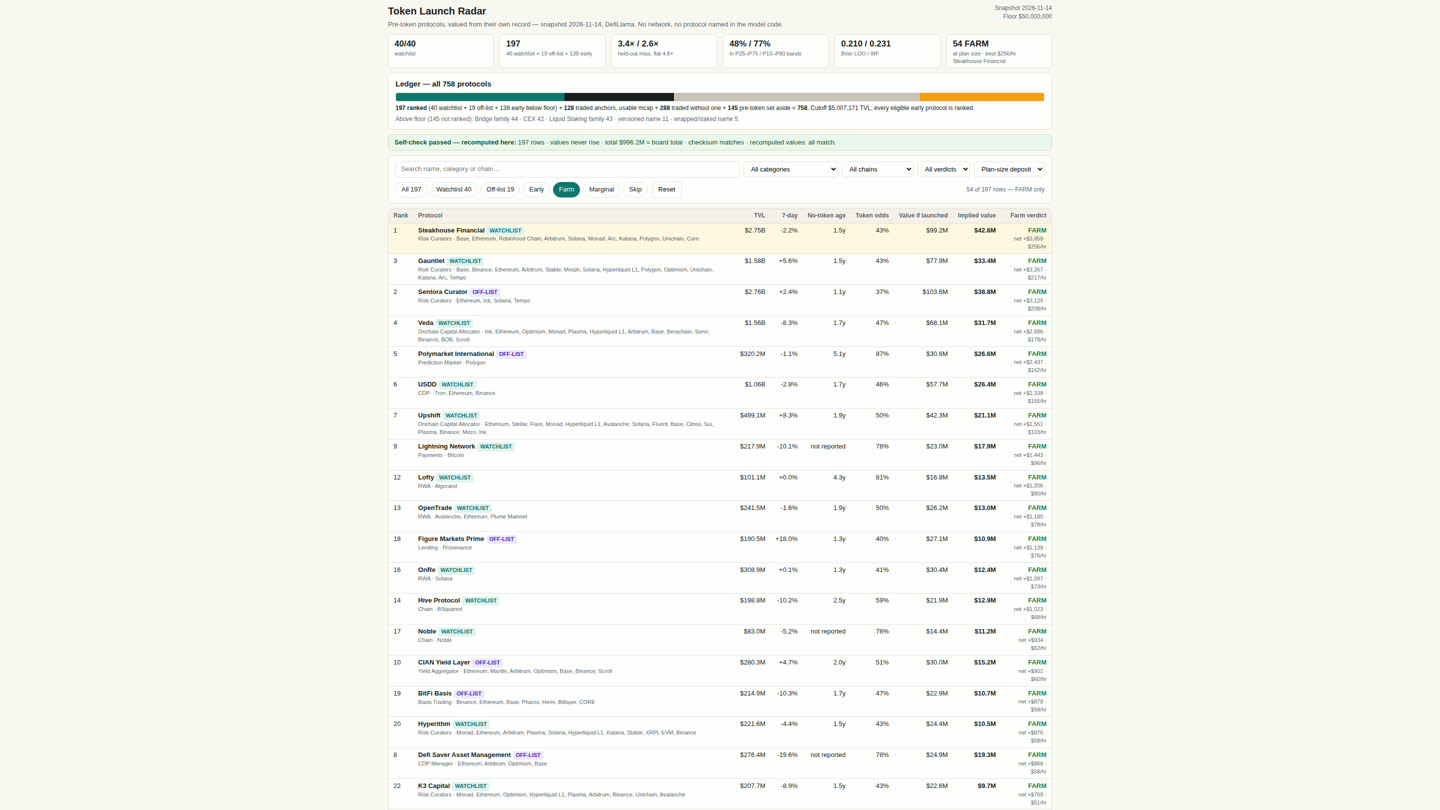 Token Launch Radar
Pre-token protocols, valued from their own record — snapshot 2026-11-14, DefiLlama. No network, no protocol named in the model code.
Snapshot 2026-11-14
Floor $50,000,000
40/40
watchlist
197
40 watchlist + 19 off-list + 138 early
3.4× / 2.6×
held-out miss, flat 4.8×
48% / 77%
in P25–P75 / P10–P90 bands
0.210 / 0.231
Brier LOO / WF
54 FARM
at plan size · best $256/hr
Steakhouse Financial
Ledger — all 758 protocols
197 ranked (40 watchlist + 19 off-list + 138 early below floor) + 128 traded anchors, usable mcap + 288 traded without one + 145 pre-token set aside = 758. Cutoff $5,007,171 TVL; every eligible early protocol is ranked.
Above floor (145 not ranked): Bridge family 44 · CEX 42 · Liquid Staking family 43 · versioned name 11 · wrapped/staked name 5.
Self-check passed — recomputed here: 197 rows · values never rise · total $996.2M = board total · checksum matches · recomputed values: all match.
Search name, category or chain…
All categories
All chains
All verdicts
Plan-size deposit
All 197
Watchlist 40
Off-list 19
Early
Farm
Marginal
Skip
Reset
54 of 197 rows — FARM only
Rank Protocol TVL 7-day No-token age Token odds Value if launched Implied value Farm verdict
1 Steakhouse Financial WATCHLIST $2.75B -2.2% 1.5y 43% $99.2M $42.6M FARM
Risk Curators · Base, Ethereum, Robinhood Chain, Arbitrum, Solana, Monad, Arc, Katana, Polygon, Unichain, Corn
net +$3,859 ·
$256/hr
3 Gauntlet WATCHLIST $1.58B +5.6% 1.5y 43% $77.9M $33.4M FARM
Risk Curators · Base, Binance, Ethereum, Arbitrum, Stable, Morph, Solana, Hyperliquid L1, Polygon, Optimism, Unichain,
Katana, Arc, Tempo
net +$3,267 ·
$217/hr
2 Sentora Curator OFF-LIST $2.76B +2.4% 1.1y 37% $103.6M $38.8M FARM
Risk Curators · Ethereum, Ink, Solana, Tempo
net +$3,129 ·
$208/hr
4 Veda WATCHLIST $1.56B -8.3% 1.7y 47% $68.1M $31.7M FARM
Onchain Capital Allocator · Ink, Ethereum, Optimism, Monad, Plasma, Hyperliquid L1, Arbitrum, Base, Berachain, Sonic,
Binance, BOB, Scroll
net +$2,686 ·
$178/hr
5 Polymarket International OFF-LIST $320.2M -1.1% 5.1y 87% $30.6M $26.6M FARM
Prediction Market · Polygon
net +$2,437 ·
$162/hr
6 USDD WATCHLIST $1.06B -2.8% 1.7y 46% $57.7M $26.4M FARM
CDP · Tron, Ethereum, Binance
net +$2,338 ·
$155/hr
7 Upshift WATCHLIST $499.1M +8.3% 1.9y 50% $42.3M $21.1M FARM
Onchain Capital Allocator · Ethereum, Stellar, Flare, Monad, Hyperliquid L1, Avalanche, Solana, Fluent, Base, Citrea, Sui,
Plasma, Binance, Mezo, Ink
net +$1,551 ·
$103/hr
9 Lightning Network WATCHLIST $217.9M -10.1% not reported 78% $23.0M $17.9M FARM
Payments · Bitcoin
net +$1,443 ·
$96/hr
12 Lofty WATCHLIST $101.1M +0.0% 4.3y 81% $16.8M $13.5M FARM
RWA · Algorand
net +$1,206 ·
$80/hr
13 OpenTrade WATCHLIST $241.5M -1.6% 1.9y 50% $26.2M $13.0M FARM
RWA · Avalanche, Ethereum, Plume Mainnet
net +$1,180 ·
$78/hr
18 Figure Markets Prime OFF-LIST $190.5M +18.0% 1.3y 40% $27.1M $10.9M FARM
Lending · Provenance
net +$1,139 ·
$76/hr
16 OnRe WATCHLIST $308.9M +0.1% 1.3y 41% $30.4M $12.4M FARM
RWA · Solana
net +$1,097 ·
$73/hr
14 Hive Protocol WATCHLIST $198.8M -10.2% 2.5y 59% $21.9M $12.9M FARM
Chain · BSquared
net +$1,023 ·
$68/hr
17 Noble WATCHLIST $83.0M -5.2% not reported 78% $14.4M $11.2M FARM
Chain · Noble
net +$934 ·
$62/hr
10 CIAN Yield Layer OFF-LIST $280.3M +4.7% 2.0y 51% $30.0M $15.2M FARM
Yield Aggregator · Ethereum, Mantle, Arbitrum, Optimism, Base, Binance, Scroll
net +$902 ·
$60/hr
19 BitFi Basis OFF-LIST $214.9M -10.3% 1.7y 47% $22.9M $10.7M FARM
Basis Trading · Binance, Ethereum, Base, Pharos, Hemi, Bitlayer, CORE
net +$878 ·
$58/hr
20 Hyperithm WATCHLIST $221.6M -4.4% 1.5y 43% $24.4M $10.5M FARM
Risk Curators · Monad, Ethereum, Arbitrum, Plasma, Solana, Hyperliquid L1, Katana, Stable, XRPL EVM, Binance
net +$876 ·
$58/hr
8 Defi Saver Asset Management OFF-LIST $276.4M -19.6% not reported 78% $24.9M $19.3M FARM
CDP Manager · Ethereum, Arbitrum, Optimism, Base
net +$868 ·
$58/hr
22 K3 Capital WATCHLIST $207.7M -8.9% 1.5y 43% $22.6M $9.7M FARM
Risk Curators · Monad, Ethereum, Optimism, Hyperliquid L1, Plasma, Arbitrum, Binance, Unichain, Avalanche
net +$768 ·
$51/hr